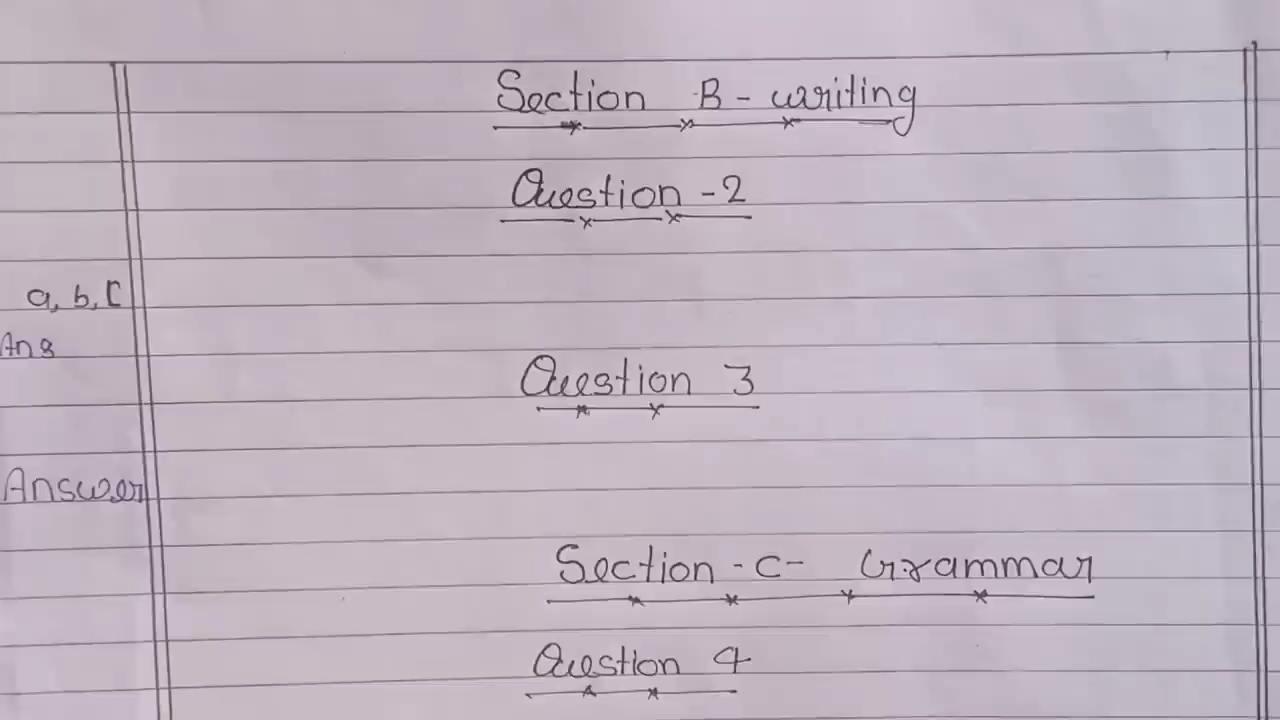 Section B - writing
Question - 2
a, b, C
Ans
Question 3
Answer
Section - C - Grammar
Question 4